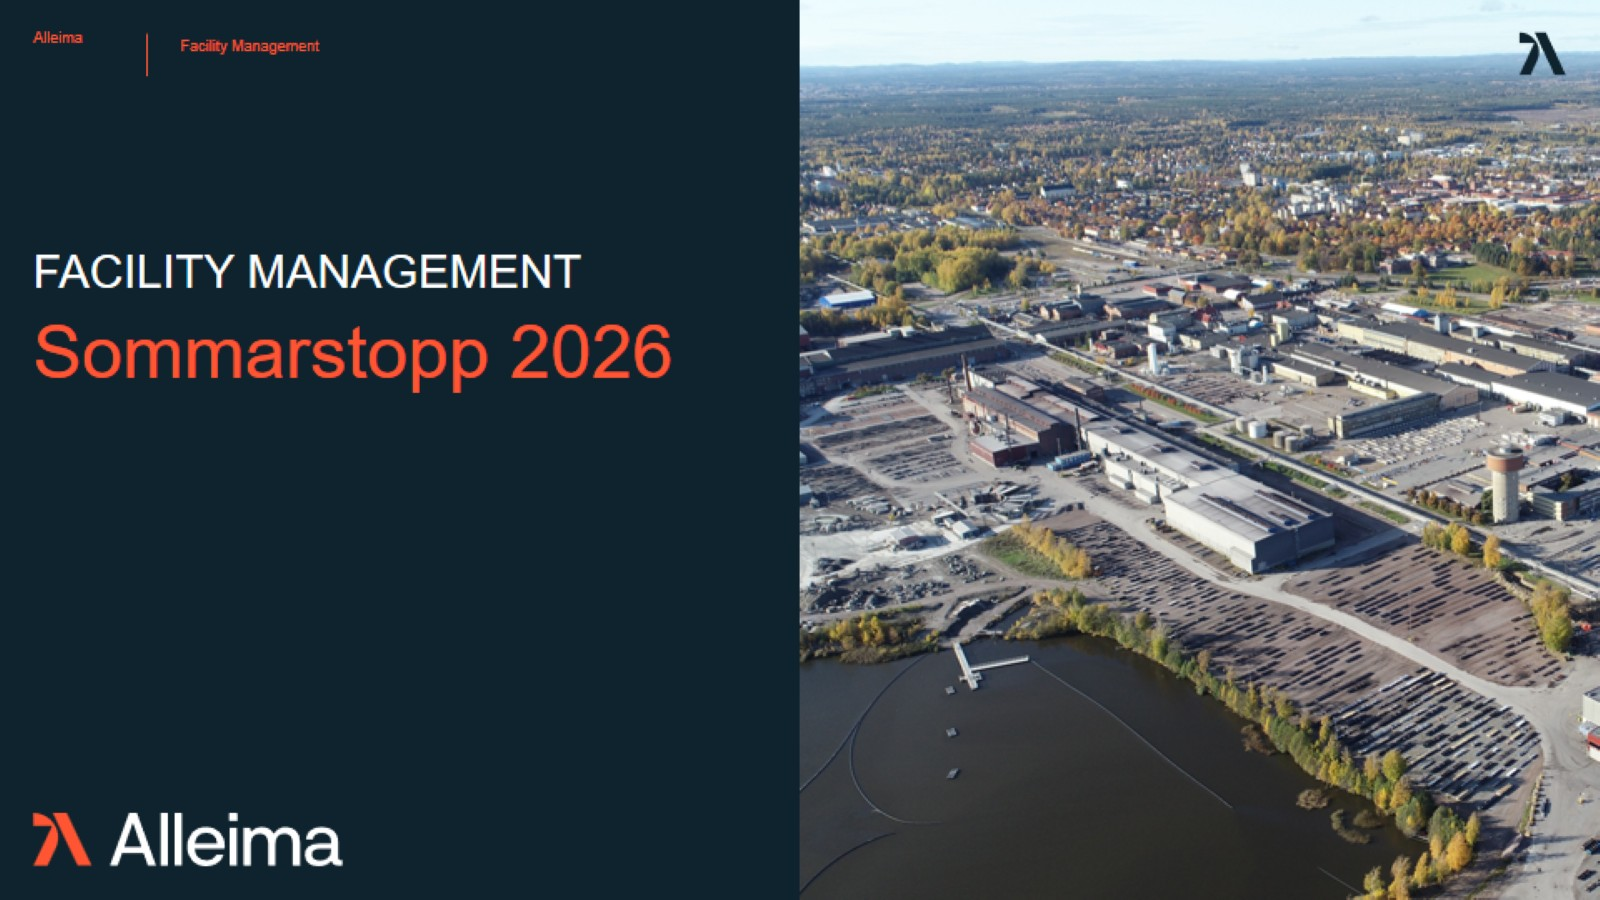 Alleima
Facility Management
FACILITY MANAGEMENT
Sommarstopp 2026
Alleima